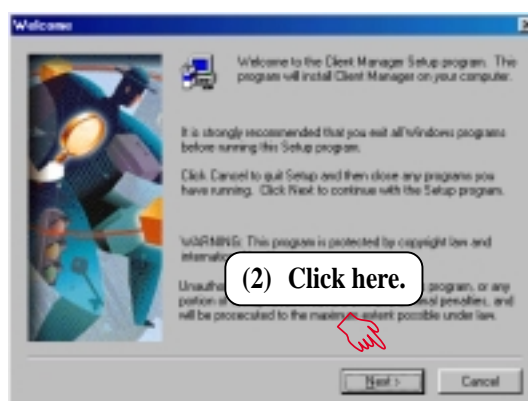 Welcome
Welcome to the Client Manager Setup program. This
program will install Client Manager on your computer.
It is strongly recommended that you exit all Windows programs
before running this Setup program.
Click Cancel to quit Setup and then close any programs you
have running. Click Next to continue with the Setup program.
WARNING: This program is protected by copyright law and
(2) Click here.
program, or any
portion penalties, and
will be prosecuted to the maximum extent possible under law.
Next >
Cancel